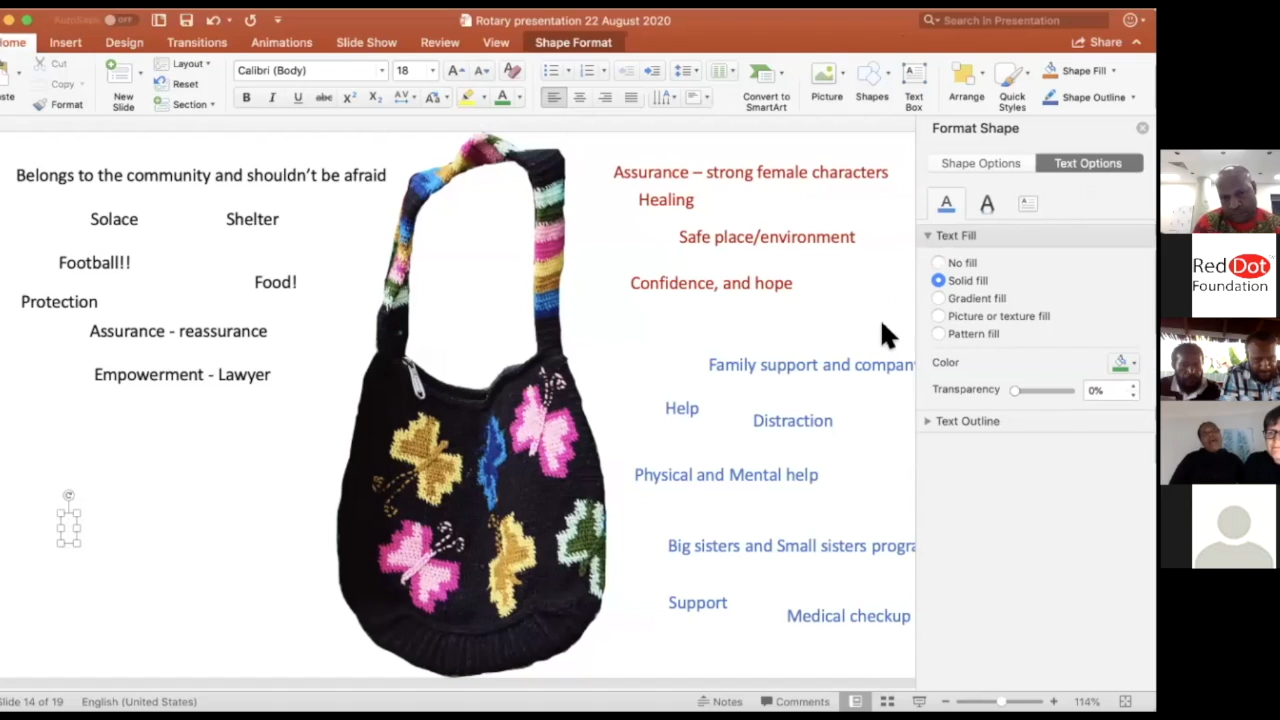 AutoSave OFF
Rotary presentation 22 August 2020
Search in Presentation
Home Insert Design Transitions Animations Slide Show Review View Shape Format
Share
Cut
Copy
Format
New Slide
Layout
Reset
Section
Calibri (Body) 18
Convert to SmartArt
Picture
Shapes
Text Box
Arrange
Quick Styles
Shape Fill
Shape Outline
Belongs to the community and shouldn't be afraid
Solace Shelter
Football!!
Food!
Protection
Assurance - reassurance
Empowerment - Lawyer
Assurance – strong female characters
Healing
Safe place/environment
Confidence, and hope
Family support and compan
Help
Distraction
Physical and Mental help
Big sisters and Small sisters progra
Support
Medical checkup
Format Shape
Shape Options Text Options
Text Fill
No fill
Solid fill
Gradient fill
Picture or texture fill
Pattern fill
Color
Transparency 0%
Text Outline
RedDot
Foundation
Slide 14 of 19 English (United States)
Notes Comments 114%